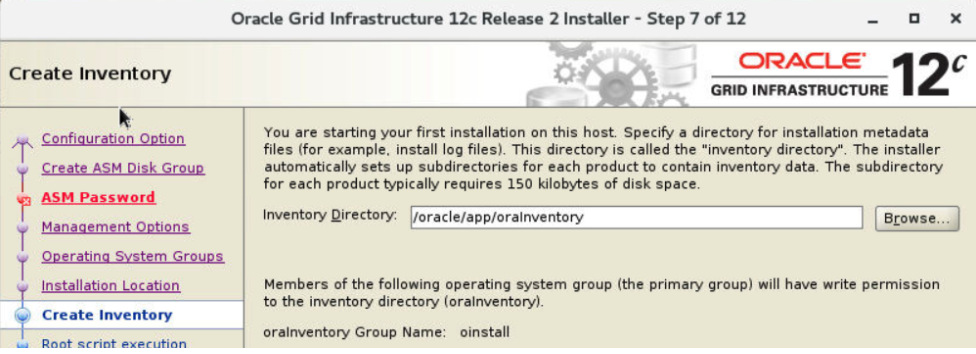 Oracle Grid Infrastructure 12c Release 2 Installer - Step 7 of 12
Create Inventory
ORACLE®
GRID INFRASTRUCTURE
12c
Configuration Option
Create ASM Disk Group
ASM Password
Management Options
Operating System Groups
Installation Location
Create Inventory
Root script execution
You are starting your first installation on this host. Specify a directory for installation metadata
files (for example, install log files). This directory is called the "inventory directory". The installer
automatically sets up subdirectories for each product to contain inventory data. The subdirectory
for each product typically requires 150 kilobytes of disk space.
Inventory Directory: /oracle/app/oraInventory Browse...
Members of the following operating system group (the primary group) will have write permission
to the inventory directory (oraInventory).
oraInventory Group Name: oinstall